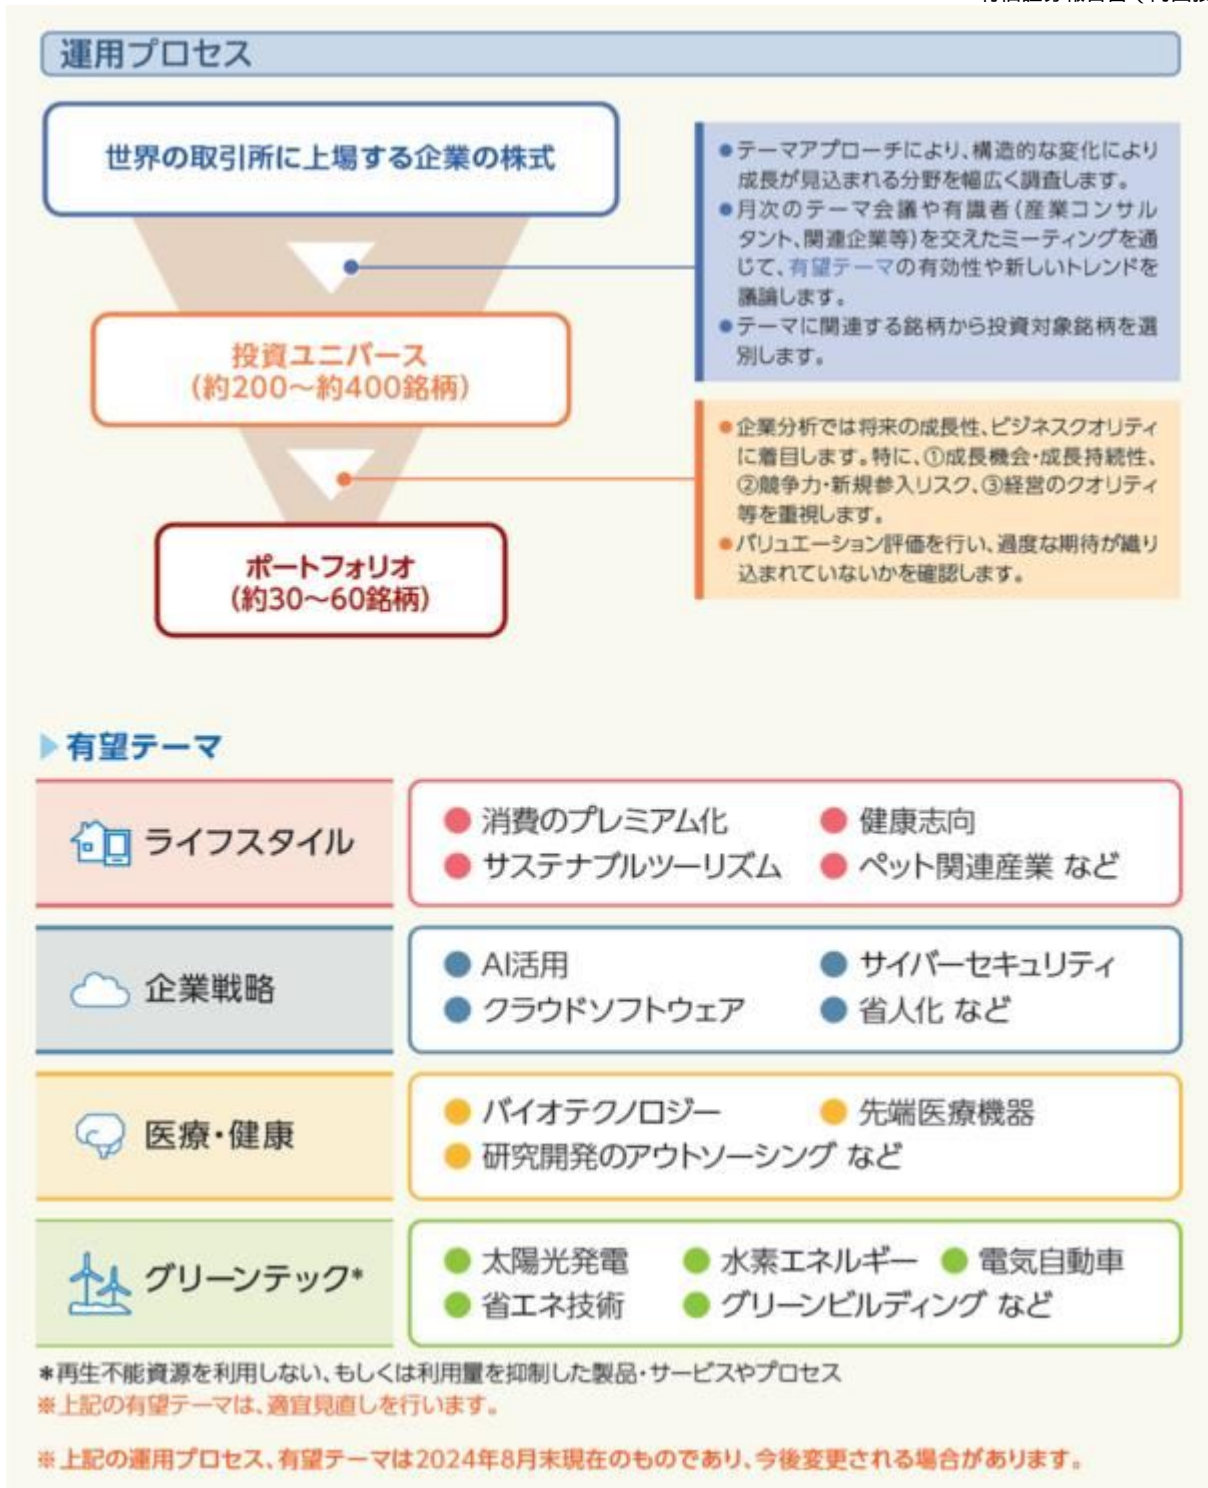 運用プロセス
世界の取引所に上場する企業の株式
●テーマアプローチにより、構造的な変化により
成長が見込まれる分野を幅広く調査します。
●月次のテーマ会議や有識者(産業コンサル
タント、関連企業等)を交えたミーティングを通
じて、有望テーマの有効性や新しいトレンドを
議論します。
●テーマに関連する銘柄から投資対象銘柄を選
別します。
投資ユニバース
(約200〜約400銘柄)
●企業分析では将来の成長性、ビジネスクオリティ
に着目します。特に、①成長機会・成長持続性、
②競争力・新規参入リスク、③経営のクオリティ
等を重視します。
●バリュエーション評価を行い、過度な期待が織り
込まれていないかを確認します。
ポートフォリオ
(約30〜60銘柄)
有望テーマ
ライフスタイル
●消費のプレミアム化 ●健康志向
●サステナブルツーリズム ●ペット関連産業 など
企業戦略
●AI活用 ●サイバーセキュリティ
●クラウドソフトウェア ●省人化 など
医療・健康
●バイオテクノロジー ●先端医療機器
●研究開発のアウトソーシング など
グリーンテック*
●太陽光発電 ●水素エネルギー ●電気自動車
●省エネ技術 ●グリーンビルディング など
*再生不能資源を利用しない、もしくは利用量を抑制した製品・サービスやプロセス
※上記の有望テーマは、適宜見直しを行います。
※上記の運用プロセス、有望テーマは2024年8月末現在のものであり、今後変更される場合があります。